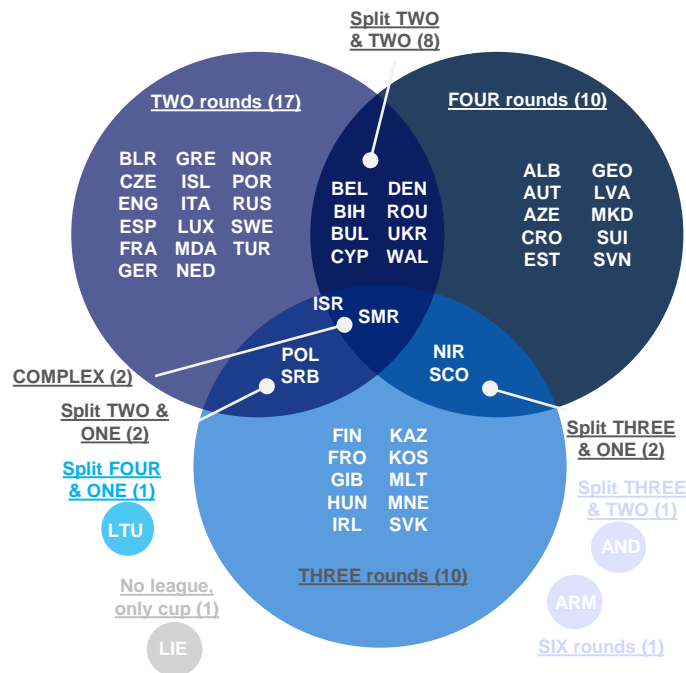 Split TWO
& TWO (8)
TWO rounds (17)
FOUR rounds (10)
BLR GRE NOR
CZE ISL POR
ENG ITA RUS
ESP LUX SWE
FRA MDA TUR
GER NED
BEL DEN
BIH ROU
BUL UKR
CYP WAL
ALB GEO
AUT LVA
AZE MKD
CRO SUI
EST SVN
ISR
SMR
POL
SRB
NIR
SCO
COMPLEX (2)
Split TWO &
ONE (2)
Split THREE
& ONE (2)
FIN KAZ
FRO KOS
GIB MLT
HUN MNE
IRL SVK
THREE rounds (10)
Split FOUR
& ONE (1)
LTU
Split THREE
& TWO (1)
AND
No league,
only cup (1)
LIE
ARM
SIX rounds (1)